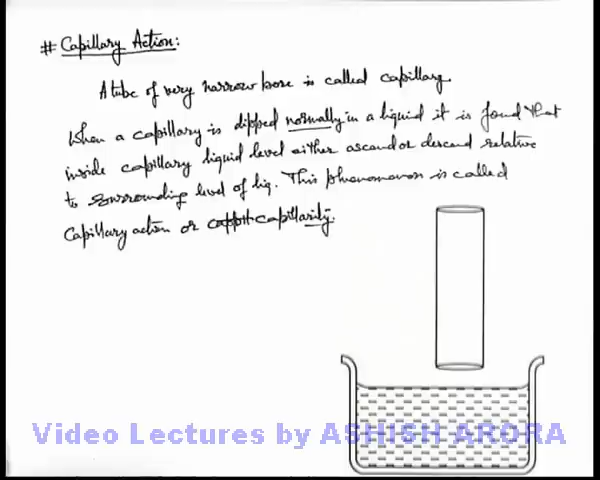 # Capillary Action:
A tube of very narrow bore is called capillary.
When a capillary is dipped normally in a liquid it is found that
inside capillary liquid level either ascend or descend relative
to surrounding level of liq. This phenomenon is called
Capillary action or capillarity.
Video Lectures by ASHISH ARORA